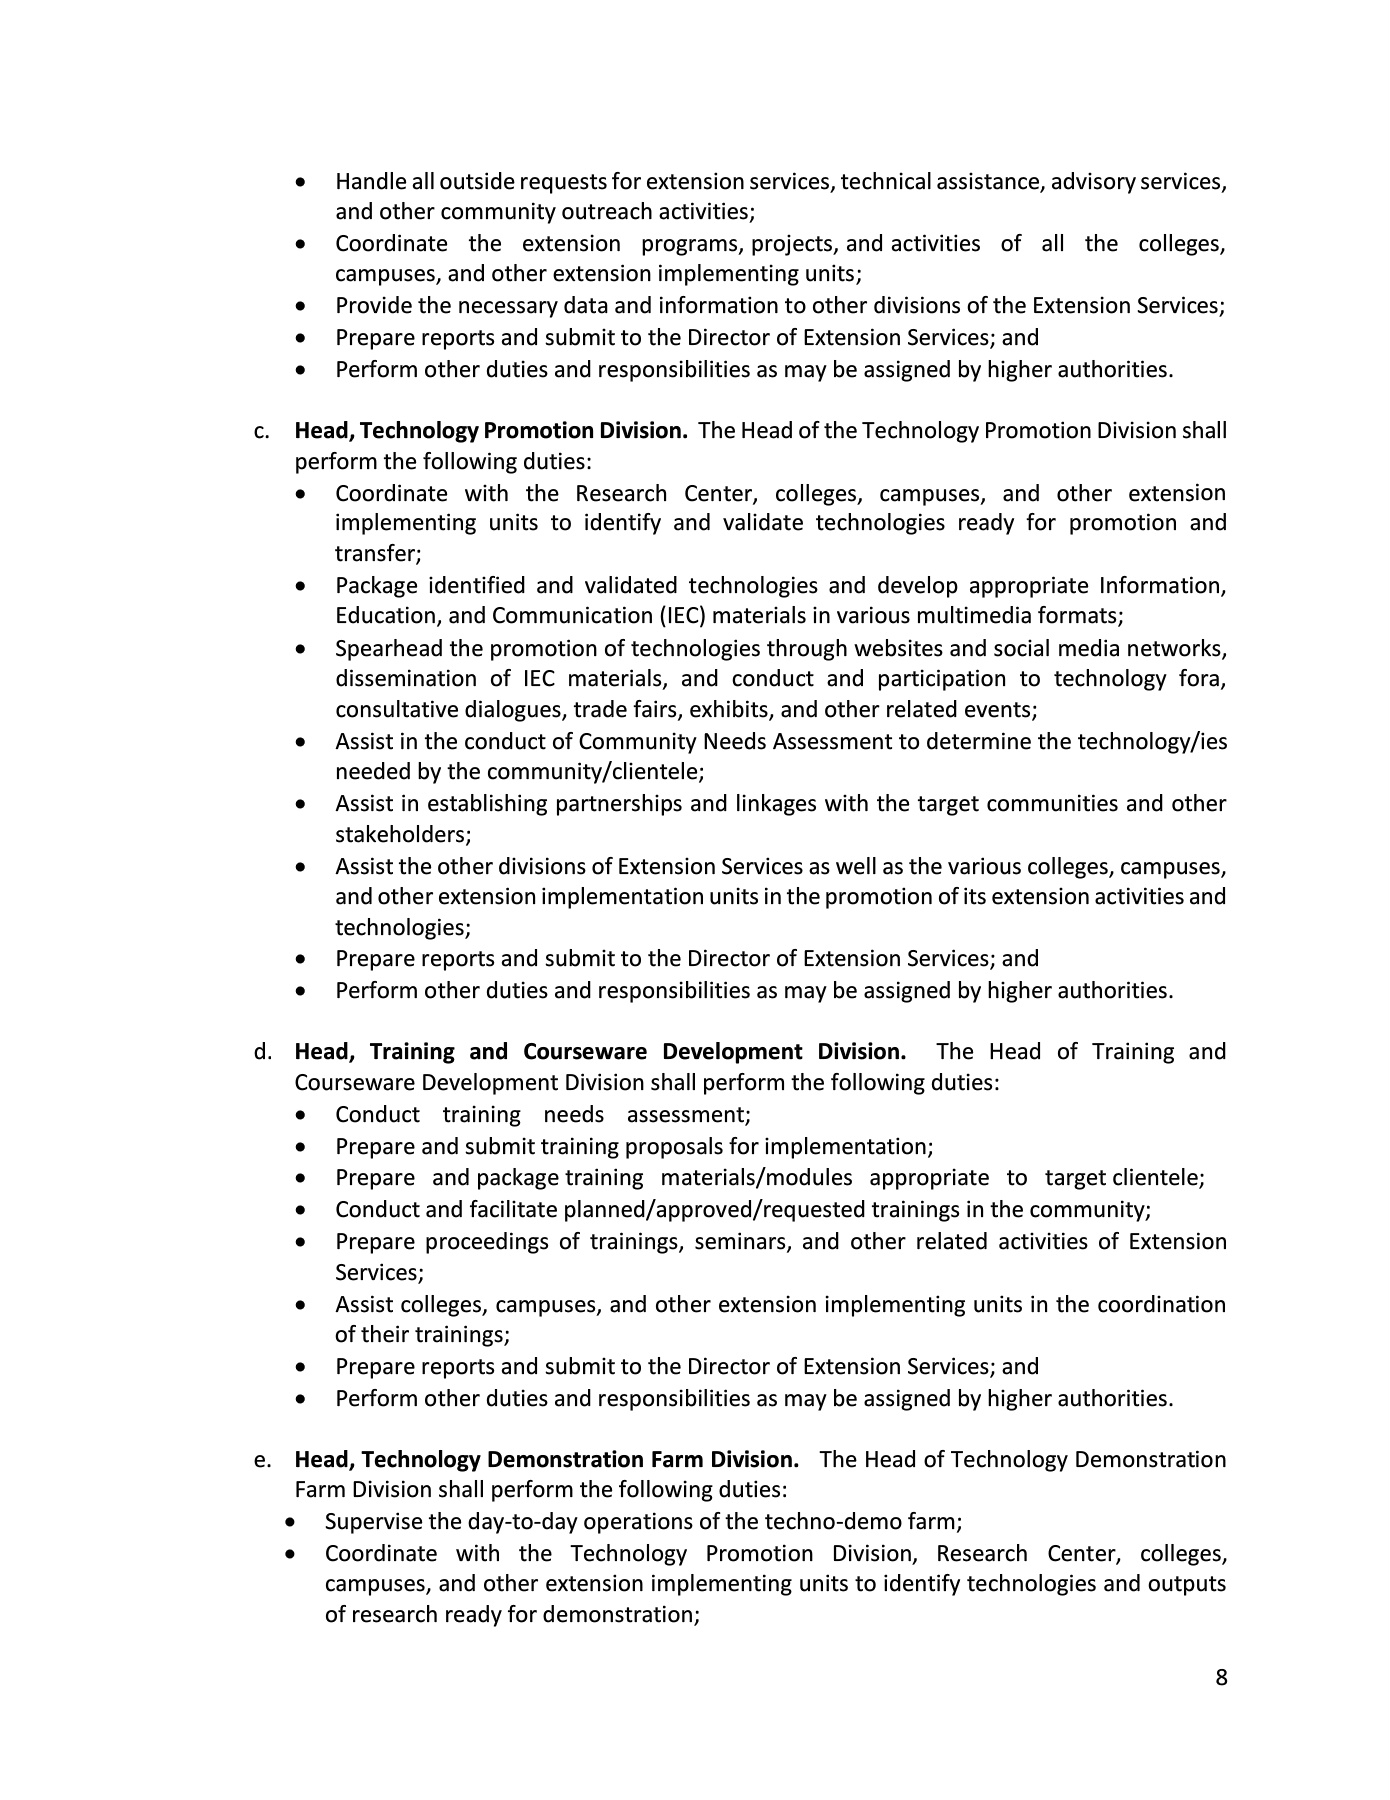 • Handle all outside requests for extension services, technical assistance, advisory services,
and other community outreach activities;
• Coordinate the extension programs, projects, and activities of all the colleges,
campuses, and other extension implementing units;
• Provide the necessary data and information to other divisions of the Extension Services;
• Prepare reports and submit to the Director of Extension Services; and
• Perform other duties and responsibilities as may be assigned by higher authorities.
c. Head, Technology Promotion Division. The Head of the Technology Promotion Division shall
perform the following duties:
• Coordinate with the Research Center, colleges, campuses, and other extension
implementing units to identify and validate technologies ready for promotion and
transfer;
• Package identified and validated technologies and develop appropriate Information,
Education, and Communication (IEC) materials in various multimedia formats;
• Spearhead the promotion of technologies through websites and social media networks,
dissemination of IEC materials, and conduct and participation to technology fora,
consultative dialogues, trade fairs, exhibits, and other related events;
• Assist in the conduct of Community Needs Assessment to determine the technology/ies
needed by the community/clientele;
• Assist in establishing partnerships and linkages with the target communities and other
stakeholders;
• Assist the other divisions of Extension Services as well as the various colleges, campuses,
and other extension implementation units in the promotion of its extension activities and
technologies;
• Prepare reports and submit to the Director of Extension Services; and
• Perform other duties and responsibilities as may be assigned by higher authorities.
d. Head, Training and Courseware Development Division. The Head of Training and
Courseware Development Division shall perform the following duties:
• Conduct training needs assessment;
• Prepare and submit training proposals for implementation;
• Prepare and package training materials/modules appropriate to target clientele;
• Conduct and facilitate planned/approved/requested trainings in the community;
• Prepare proceedings of trainings, seminars, and other related activities of Extension
Services;
• Assist colleges, campuses, and other extension implementing units in the coordination
of their trainings;
• Prepare reports and submit to the Director of Extension Services; and
• Perform other duties and responsibilities as may be assigned by higher authorities.
e. Head, Technology Demonstration Farm Division. The Head of Technology Demonstration
Farm Division shall perform the following duties:
• Supervise the day-to-day operations of the techno-demo farm;
• Coordinate with the Technology Promotion Division, Research Center, colleges,
campuses, and other extension implementing units to identify technologies and outputs
of research ready for demonstration;
8